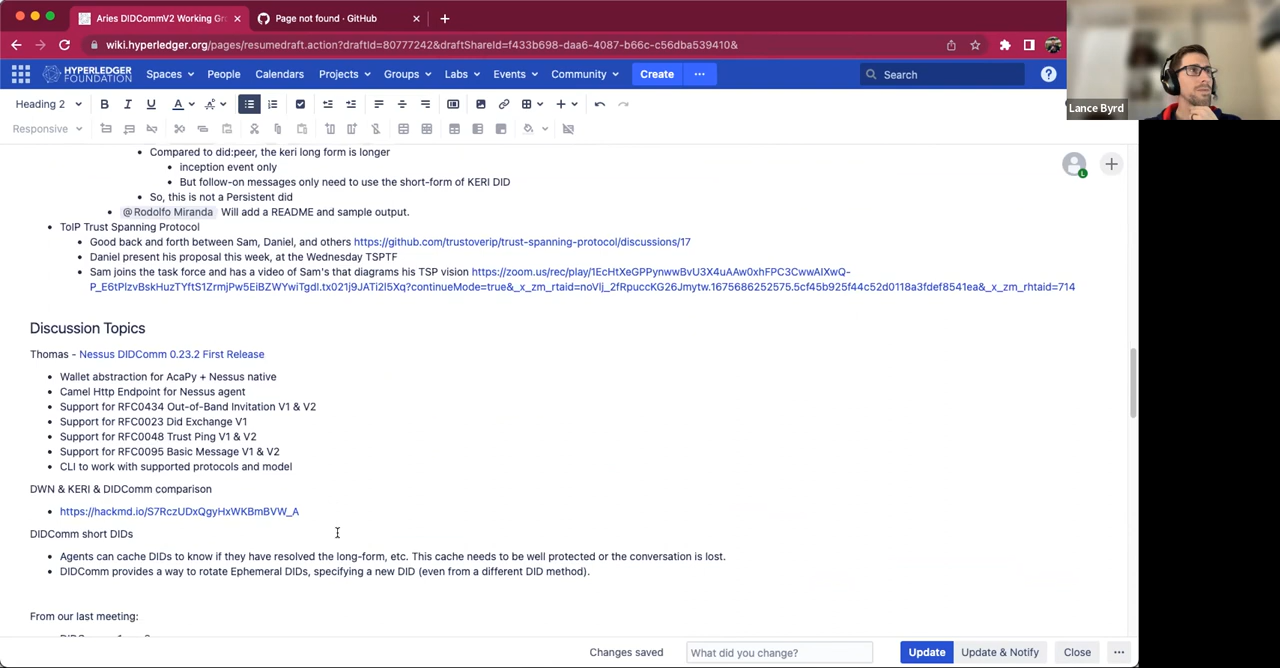 Aries DIDCommV2 Working Gr
Page not found · GitHub
wiki.hyperledger.org/pages/resumedraft.action?draftId=80777242&draftShareId=f433b698-daa6-4087-b66c-c56dba539410&
HYPERLEDGER FOUNDATION
Spaces People Calendars Projects Groups Labs Events Community Create ··· Search
Lance Byrd
Heading 2
Responsive
Compared to did:peer, the keri long form is longer
inception event only
But follow-on messages only need to use the short-form of KERI DID
So, this is not a Persistent did
@Rodolfo Miranda Will add a README and sample output.
ToIP Trust Spanning Protocol
Good back and forth between Sam, Daniel, and others https://github.com/trustoverip/trust-spanning-protocol/discussions/17
Daniel present his proposal this week, at the Wednesday TSPTF
Sam joins the task force and has a video of Sam's that diagrams his TSP vision https://zoom.us/rec/play/1EcHtXeGPPynwwBvU3X4uAAw0xhFPC3CwwAIXwQ-
P_E6tPIzvBskHuzTYftS1ZrmjPw5EiBZWYwiTgdl.tx021j9JATi2l5Xq?continueMode=true&_x_zm_rtaid=noVlj_2fRpuccKG26Jmytw.1675686252575.5cf45b925f44c52d0118a3fdef8541ea&_x_zm_rhtaid=714
Discussion Topics
Thomas - Nessus DIDComm 0.23.2 First Release
Wallet abstraction for AcaPy + Nessus native
Camel Http Endpoint for Nessus agent
Support for RFC0434 Out-of-Band Invitation V1 & V2
Support for RFC0023 Did Exchange V1
Support for RFC0048 Trust Ping V1 & V2
Support for RFC0095 Basic Message V1 & V2
CLI to work with supported protocols and model
DWN & KERI & DIDComm comparison
https://hackmd.io/S7RczUDxQgyHxWKBmBVW_A
DIDComm short DIDs
Agents can cache DIDs to know if they have resolved the long-form, etc. This cache needs to be well protected or the conversation is lost.
DIDComm provides a way to rotate Ephemeral DIDs, specifying a new DID (even from a different DID method).
From our last meeting:
Changes saved
What did you change?
Update
Update & Notify
Close
···